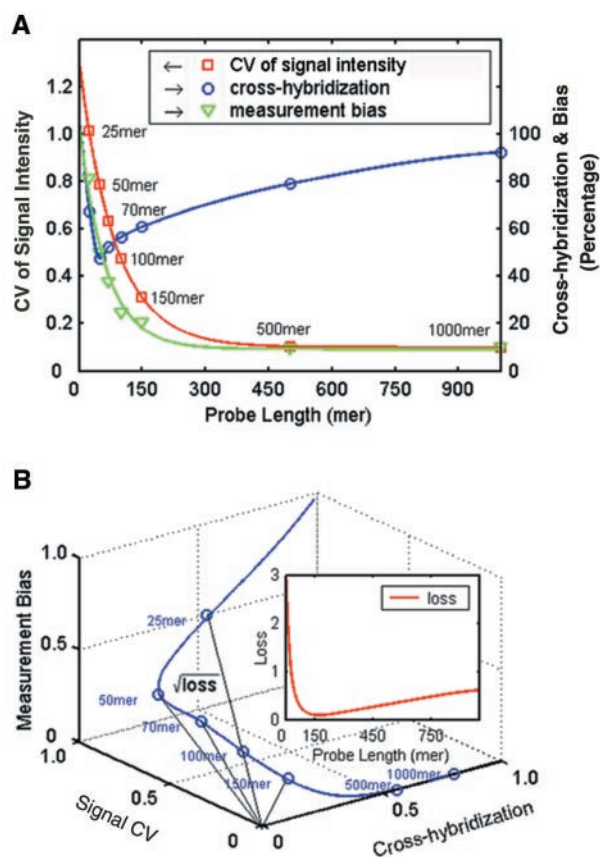 A
CV of signal intensity
cross-hybridization
measurement bias
1.2
1.0
0.8
0.6
0.4
0.2
0
CV of Signal Intensity
25mer
50mer
70mer
100mer
150mer
500mer
1000mer
100
80
60
40
20
0
Cross-hybridization & Bias
(Percentage)
0 150 300 450 600 750 900
Probe Length (mer)
B
1.0
0.5
0
Measurement Bias
1.0
0.5
0
Signal CV
25mer
50mer
70mer
100mer
150mer
500mer
1000mer
√loss
0
0.5
1.0
Cross-hybridization
3
2
1
0
Loss
loss
0 150 450 750
Probe Length (mer)